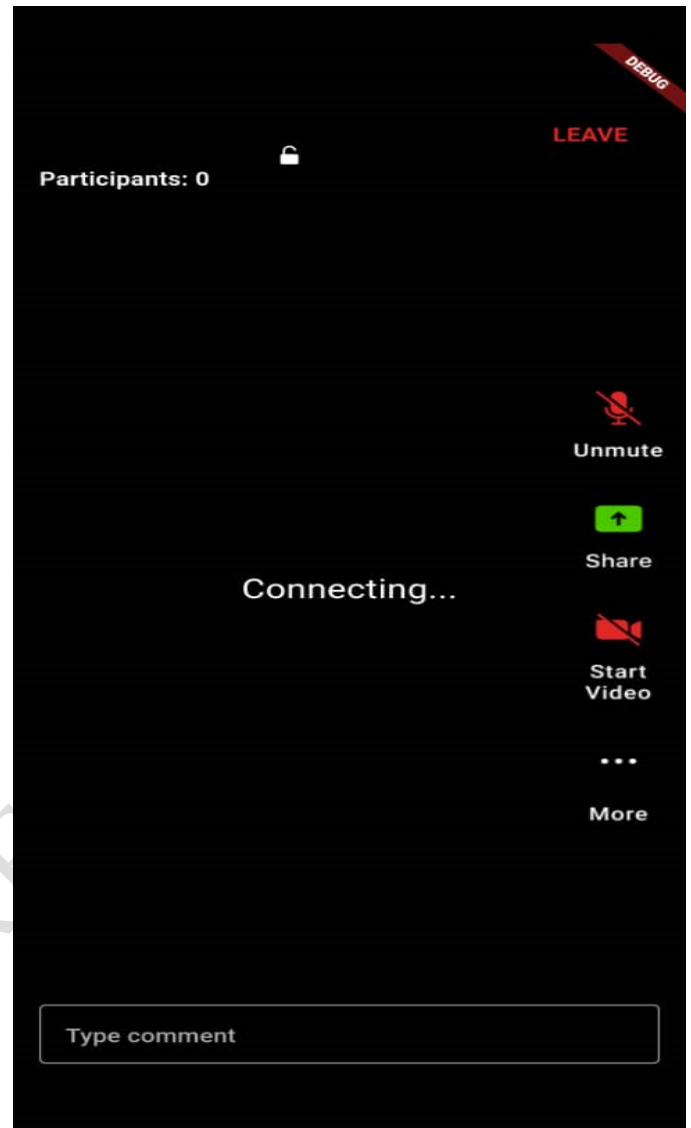 DEBUG
LEAVE
Participants: 0
Unmute
Share
Connecting...
Start
Video
More
Type comment